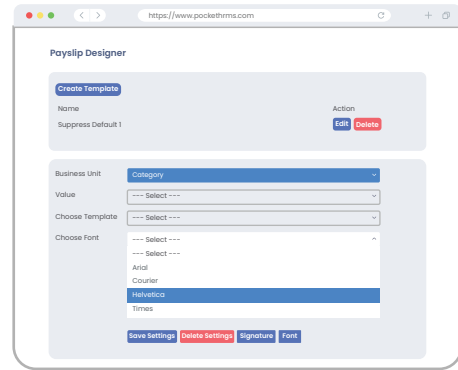 https://www.pockethrms.com
Payslip Designer
Create Template
Name Action
Suppress Default 1 Edit Delete
Business Unit Category
Value --- Select ---
Choose Template --- Select ---
Choose Font --- Select ---
--- Select ---
Arial
Courier
Helvetica
Times
Save Settings Delete Settings Signature Font